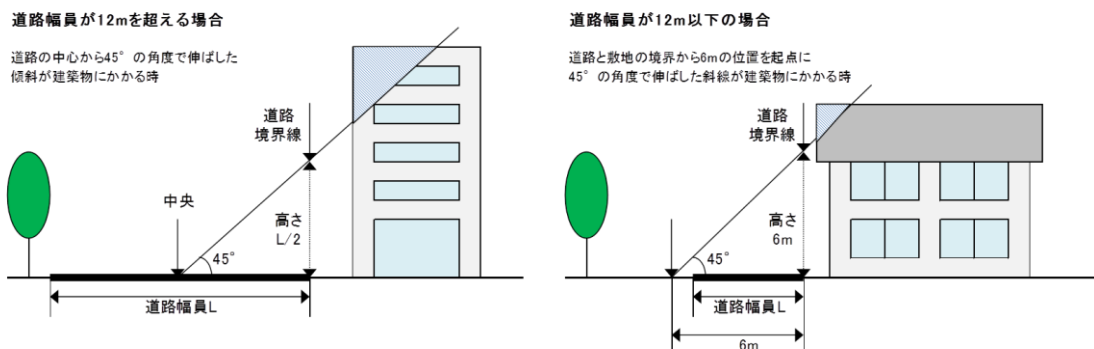 道路幅員が12mを超える場合
道路の中心から45°の角度で伸ばした
傾斜が建築物にかかる時
道路
境界線
中央
高さ
L/2
45°
道路幅員L
道路幅員が12m以下の場合
道路と敷地の境界から6mの位置を起点に
45°の角度で伸ばした斜線が建築物にかかる時
道路
境界線
高さ
6m
45°
道路幅員L
6m